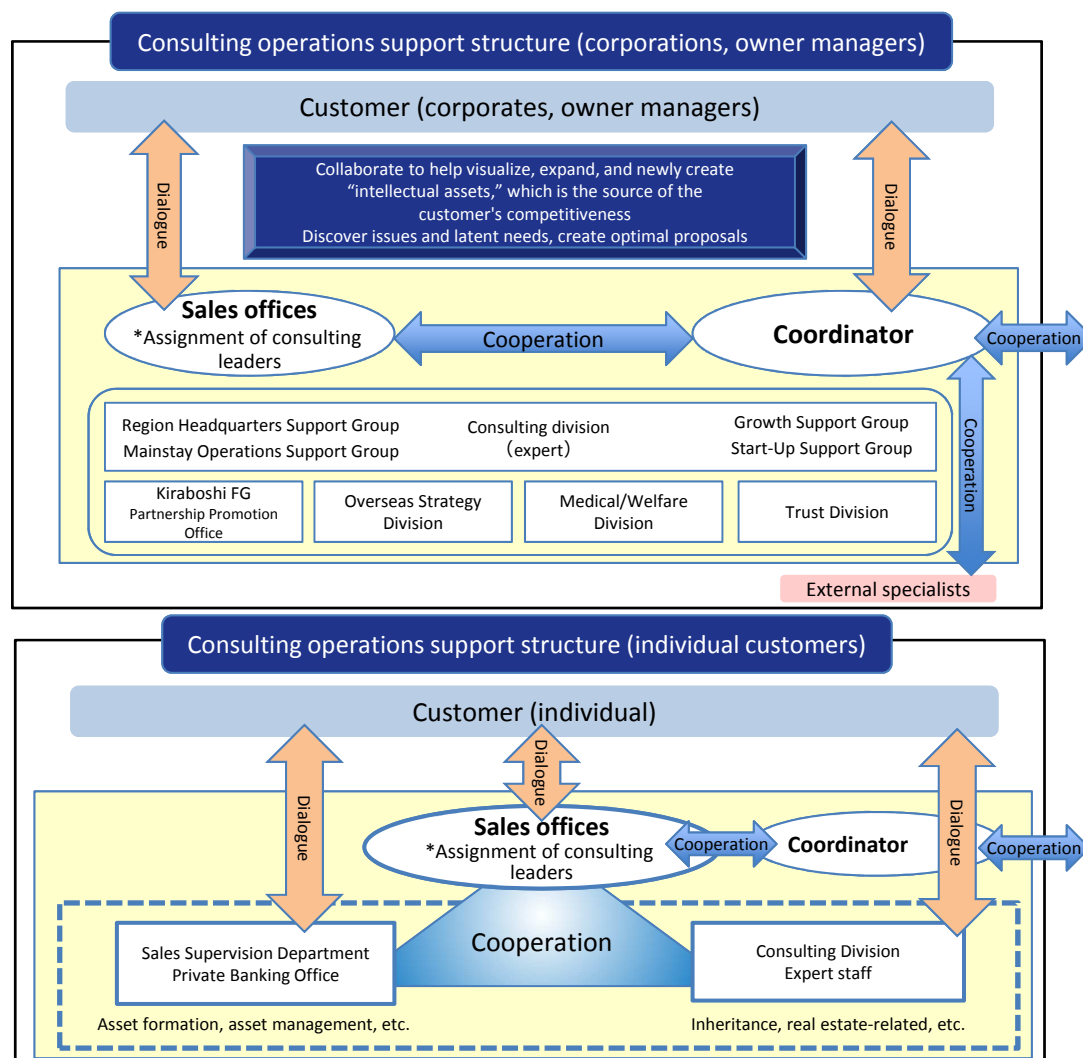 Consulting operations support structure (corporations, owner managers)
Customer (corporates, owner managers)
Dialogue
Collaborate to help visualize, expand, and newly create
“intellectual assets,” which is the source of the
customer's competitiveness
Discover issues and latent needs, create optimal proposals
Dialogue
Sales offices
*Assignment of consulting
leaders
Cooperation
Coordinator
Cooperation
Region Headquarters Support Group
Mainstay Operations Support Group
Consulting division
(expert)
Growth Support Group
Start-Up Support Group
Cooperation
Kiraboshi FG
Partnership Promotion
Office
Overseas Strategy
Division
Medical/Welfare
Division
Trust Division
External specialists
Consulting operations support structure (individual customers)
Customer (individual)
Dialogue
Dialogue
Dialogue
Sales offices
*Assignment of consulting
leaders
Cooperation
Coordinator
Cooperation
Sales Supervision Department
Private Banking Office
Cooperation
Consulting Division
Expert staff
Asset formation, asset management, etc.
Inheritance, real estate-related, etc.